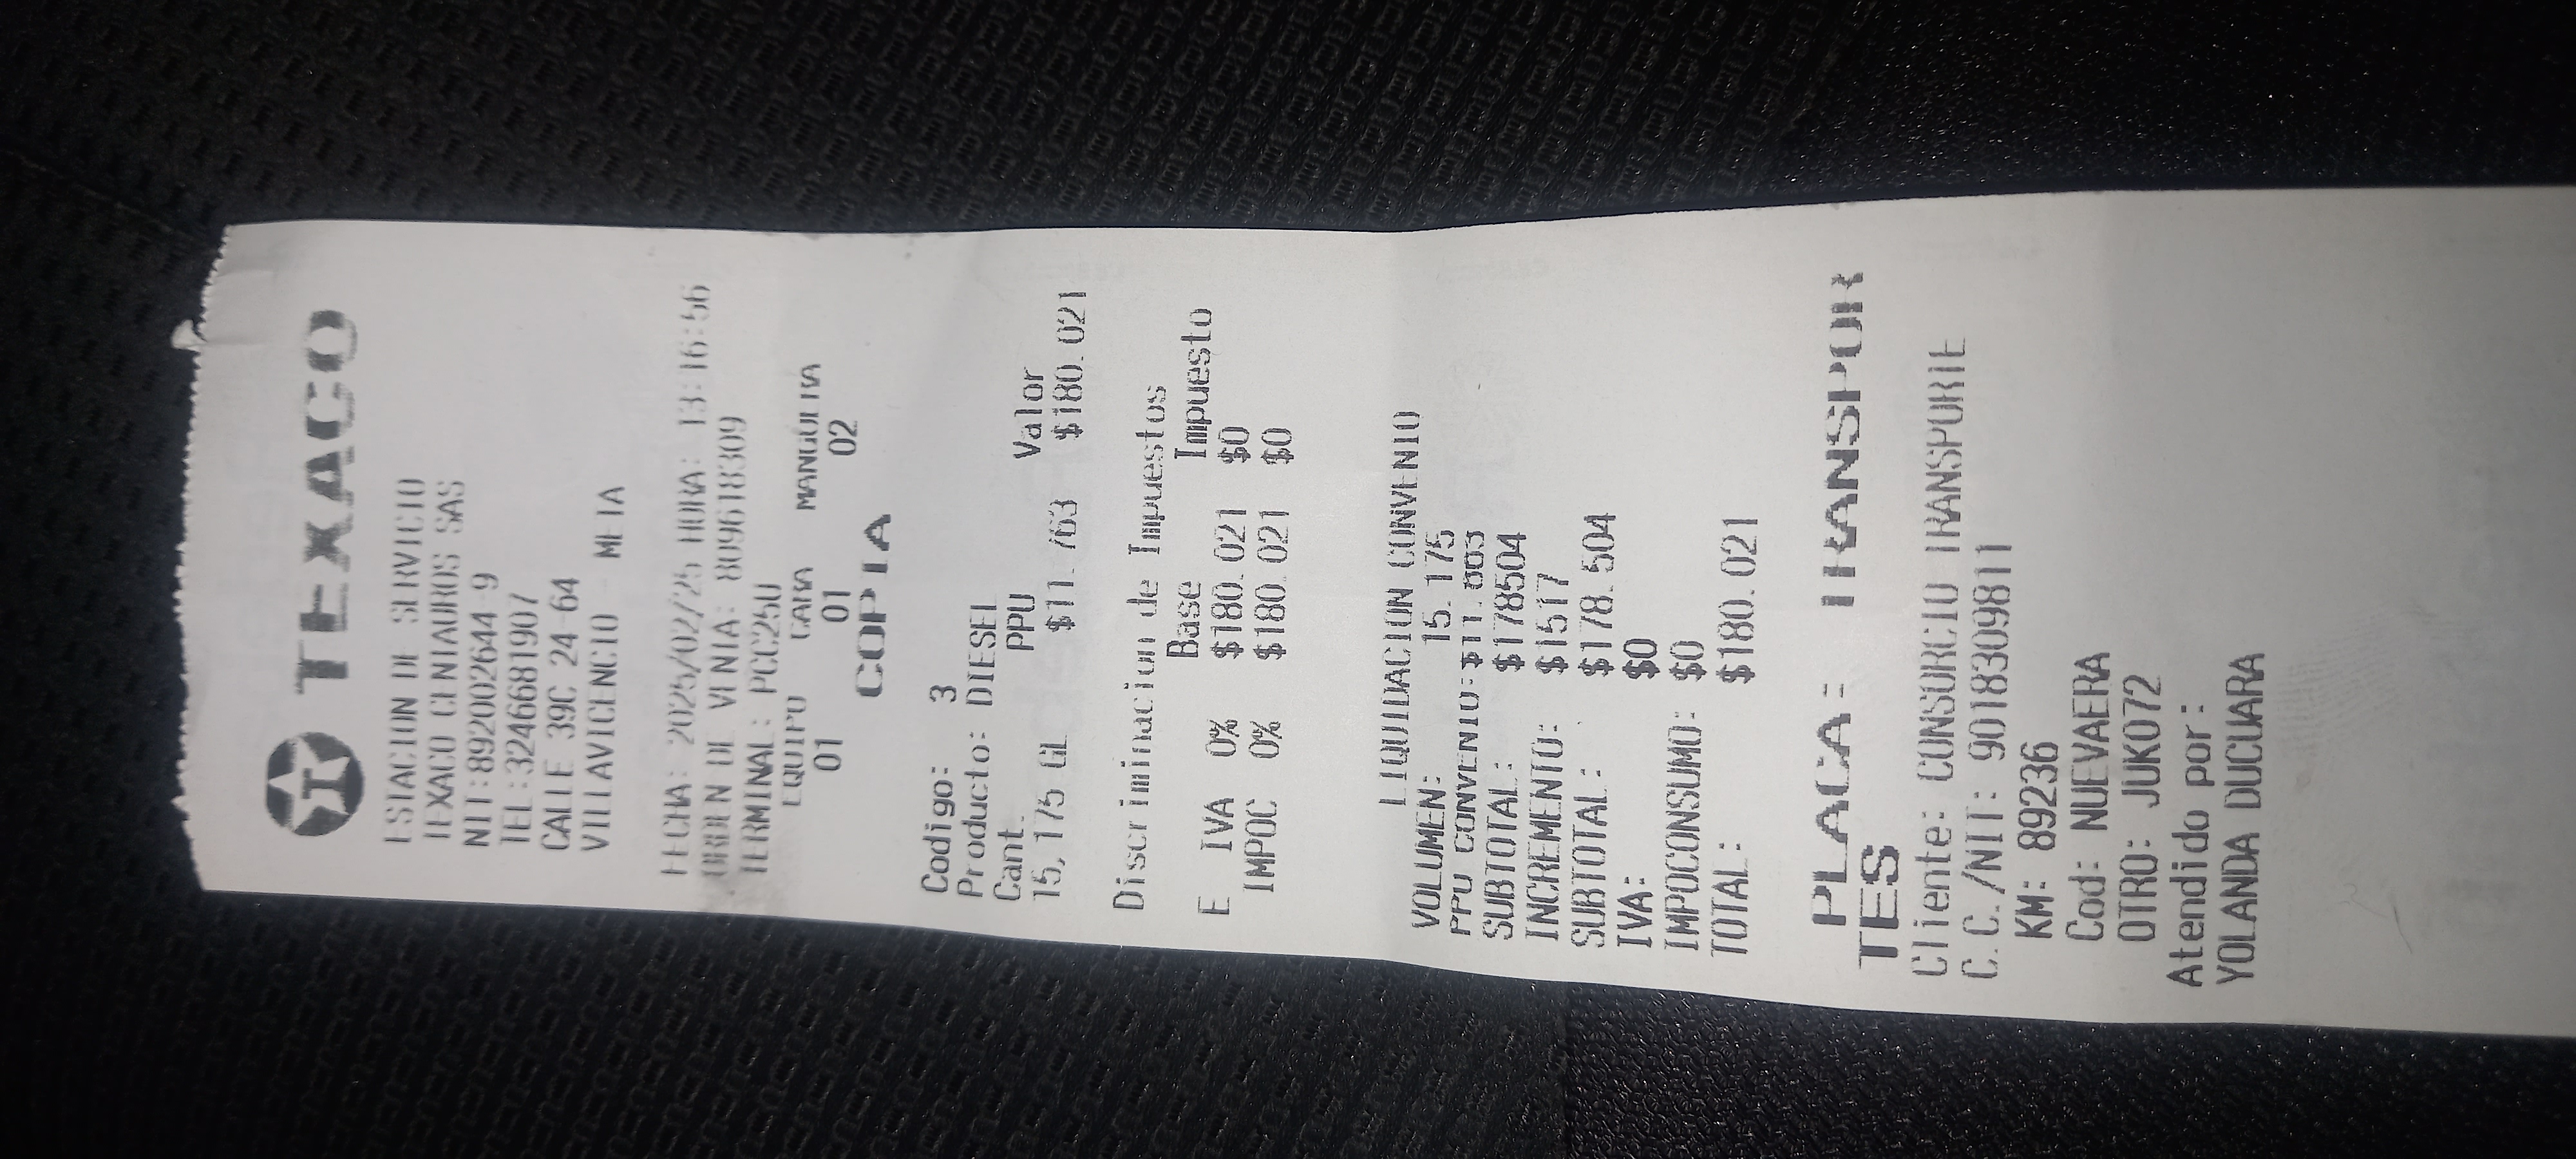 TEXACO
ESTACION DE SERVICIO
TEXACO CENTAUROS SAS
NIT:892002644-9
TEL:3246681907
CALLE 39C 24-64
VILLAVICENCIO - META
FECHA: 2025/02/25 HORA: 13:16:56
ORDEN DE VENTA: 809618309
TERMINAL: PCC250
EQUIPO CARA MANGUERA
01 01 02
COPIA
Codigo: 3
Producto: DIESEL
Cant. PPU Valor
15,175 GL $11.763 $180.021
Discriminacion de Impuestos
Base Impuesto
E IVA 0% $180.021 $0
IMPOC 0% $180.021 $0
LIQUIDACION CONVENIO
VOLUMEN: 15.175
PPU CONVENIO: $11.863
SUBTOTAL: $178504
INCREMENTO: $1517
SUBTOTAL: $178.504
IVA: $0
IMPOCONSUMO: $0
TOTAL: $180.021
PLACA: TRANSPOR
TES
Cliente: CONSORCIO TRANSPORTE
C.C./NIT: 9018309811
KM: 89236
Cod: NUEVAERA
OTRO: JUK072
Atendido por:
YOLANDA DUCUARA